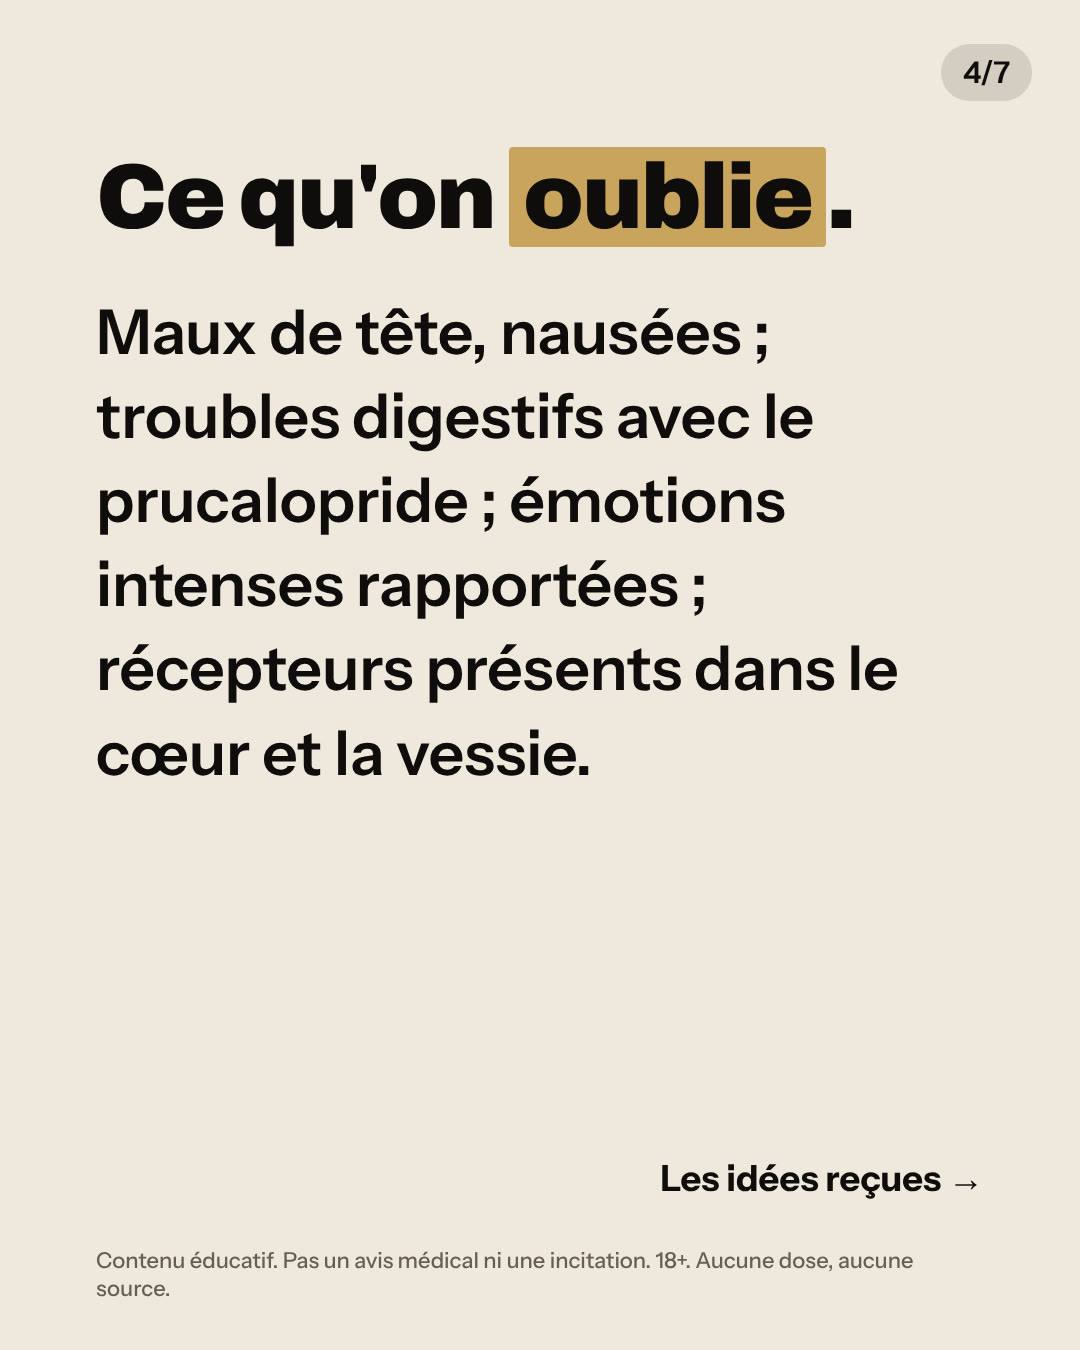 4/7
Ce qu'on oublie.
Maux de tête, nausées ;
troubles digestifs avec le
prucalopride ; émotions
intenses rapportées ;
récepteurs présents dans le
cœur et la vessie.
Les idées reçues →
Contenu éducatif. Pas un avis médical ni une incitation. 18+. Aucune dose, aucune
source.